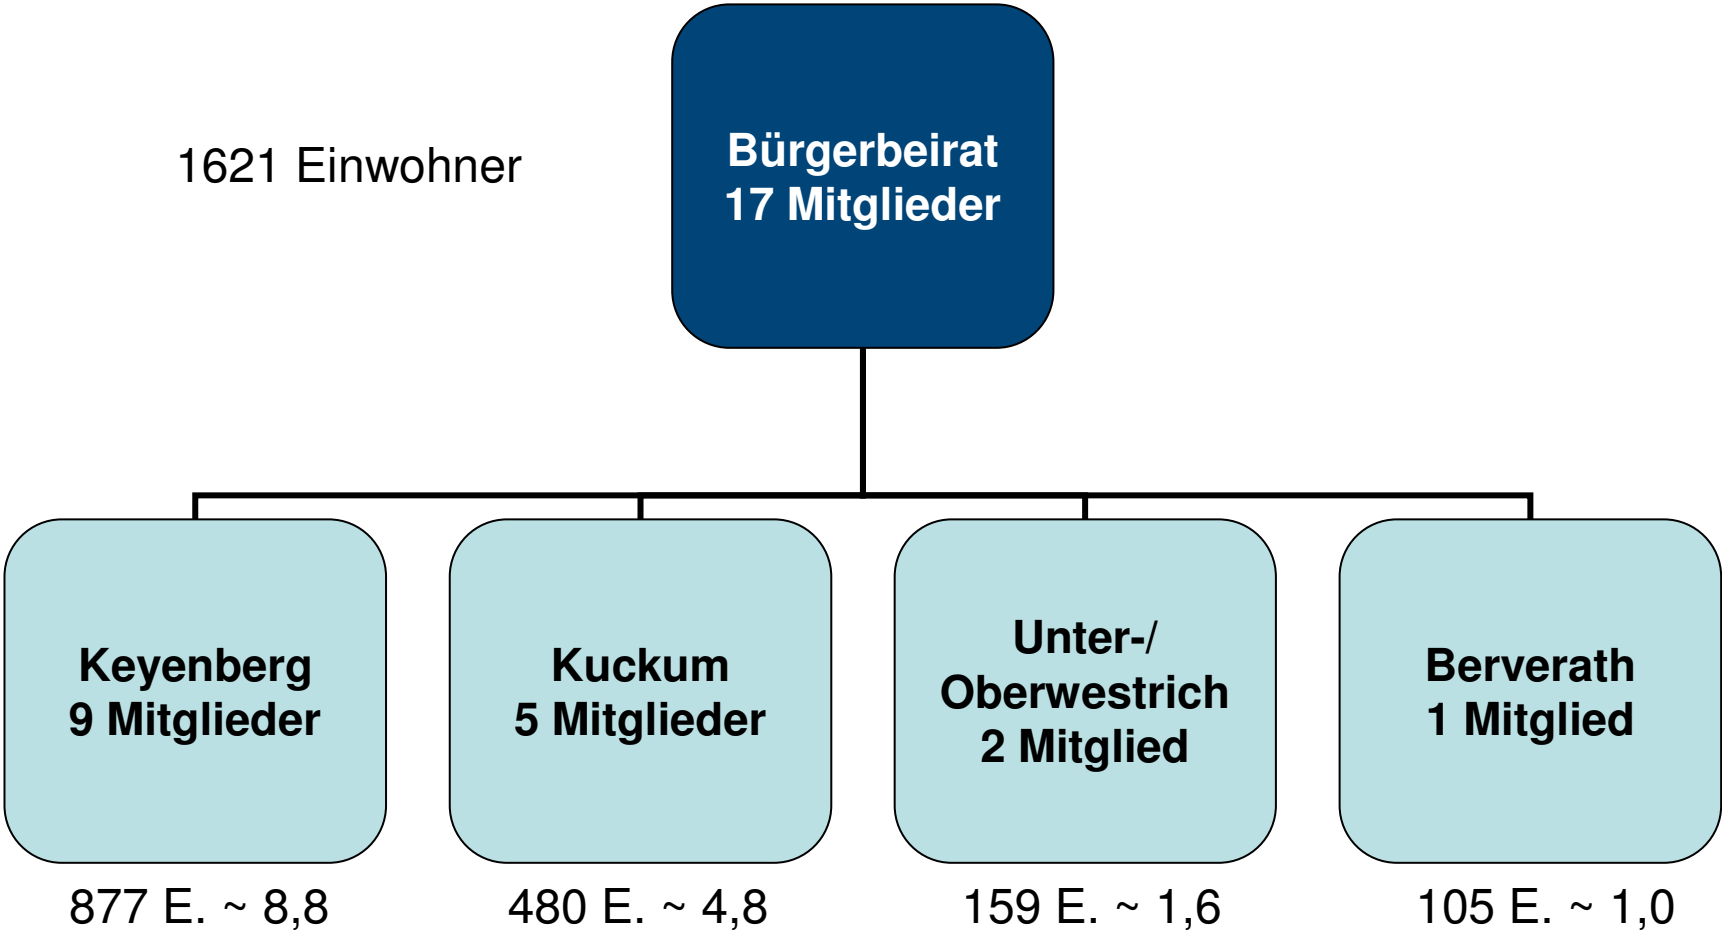 1621 Einwohner
Bürgerbeirat
17 Mitglieder
Keyenberg
9 Mitglieder
Kuckum
5 Mitglieder
Unter-/
Oberwestrich
2 Mitglied
Berverath
1 Mitglied
877 E. ~ 8,8
480 E. ~ 4,8
159 E. ~ 1,6
105 E. ~ 1,0